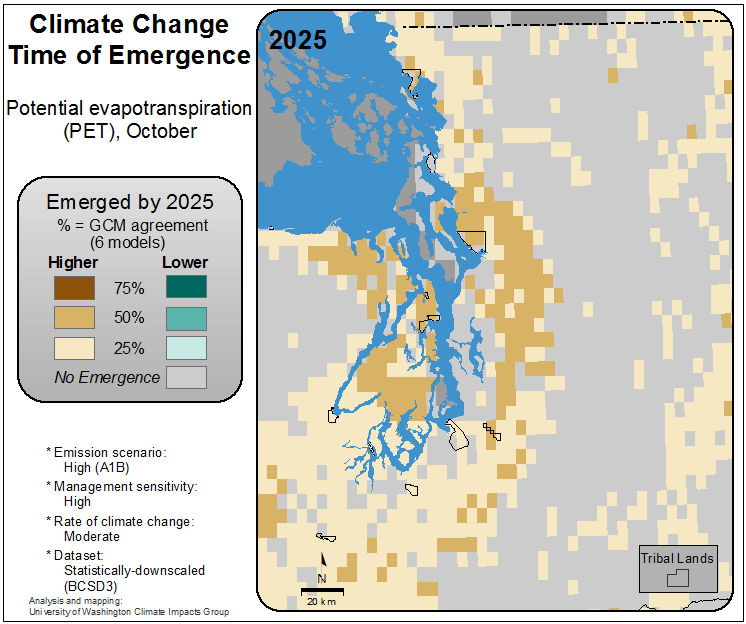 Climate Change
Time of Emergence
Potential evapotranspiration
(PET), October
Emerged by 2025
% = GCM agreement
(6 models)
Higher Lower
75%
50%
25%
No Emergence
* Emission scenario:
High (A1B)
* Management sensitivity:
High
* Rate of climate change:
Moderate
* Dataset:
Statistically-downscaled
(BCSD3)
Analysis and mapping:
University of Washington Climate Impacts Group
2025
N
20 km
Tribal Lands